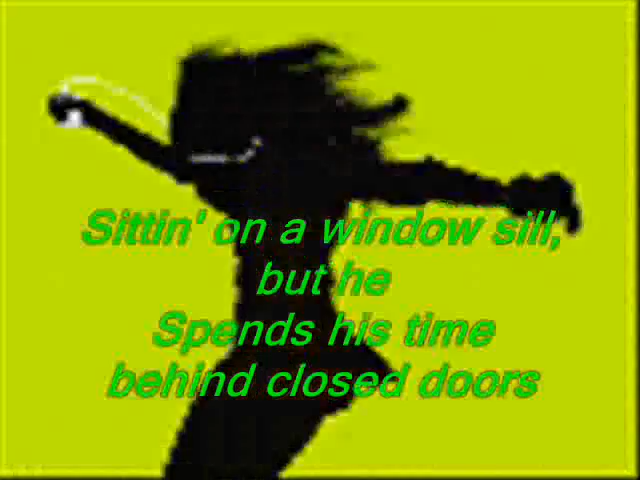 Sittin' on a window sill,
but he
Spends his time
behind closed doors